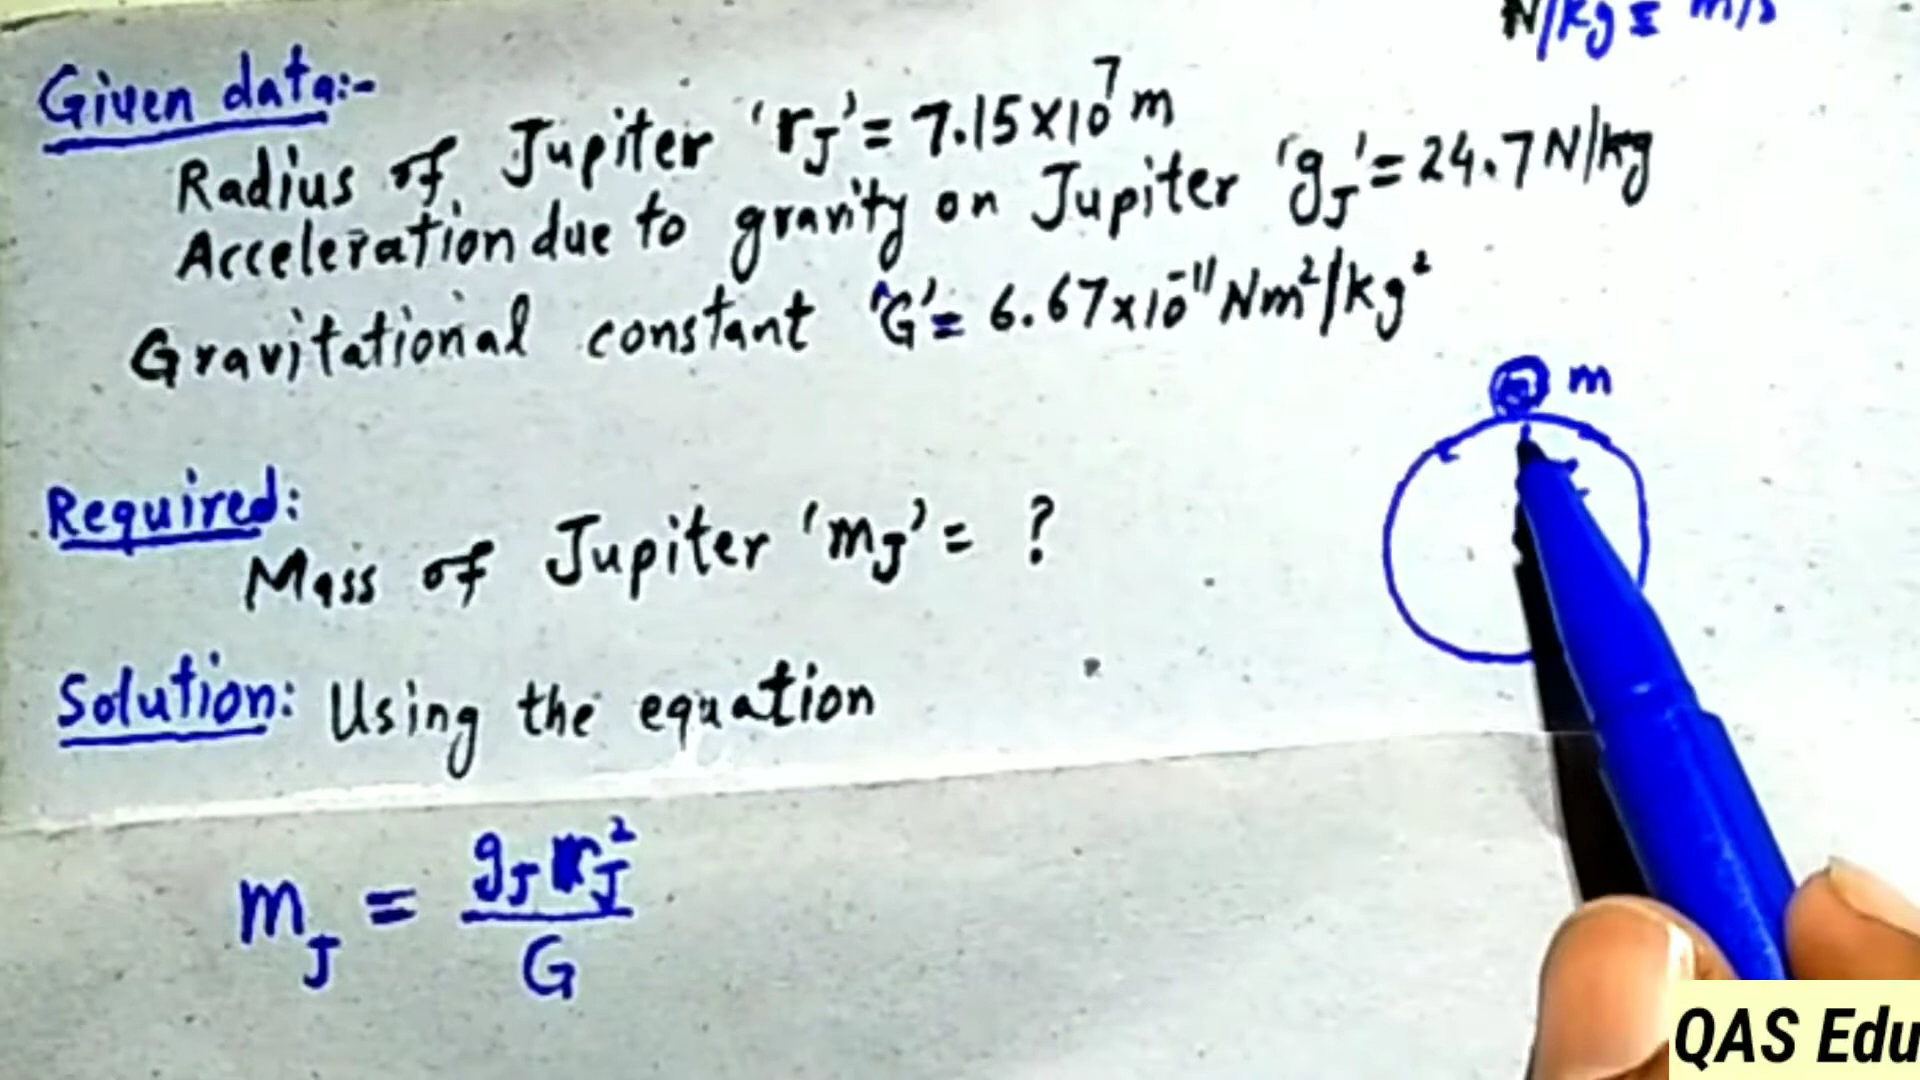 N/kg = m/s
Given data:-
Radius of Jupiter 'rJ' = 7.15×10⁷ m
Acceleration due to gravity on Jupiter 'gJ' = 24.7 N/kg
Gravitational constant 'G' = 6.67×10⁻¹¹ Nm²/kg²
m
Required:
Mass of Jupiter 'mJ' = ?
Solution: Using the equation
mJ = gJ rJ² / G
QAS Edu